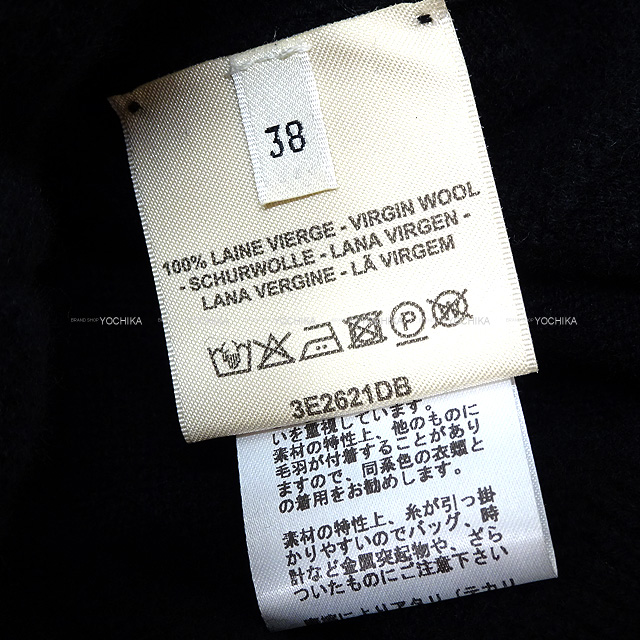 38
100% LAINE VIERGE - VIRGIN WOOL
- SCHURWOLLE - LANA VIRGEN -
LANA VERGINE - LÃ VIRGEM
P
BRAND SHOP YOCHIKA
YOCHIKA
3E2621DB
いを重視しています。
素材の特性上、他のものに
毛羽が付着することがあり
ますので、同系色の衣類と
の着用をお勧めします。
素材の特性上、糸が引っ掛
かりやすいのでバッグ、時
計など金属突起物や、ざら
ついたものにご注意下さい